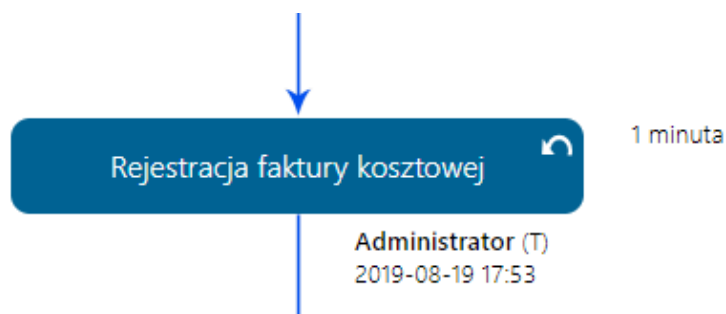 Rejestracja faktury kosztowej
1 minuta
Administrator (T)
2019-08-19 17:53